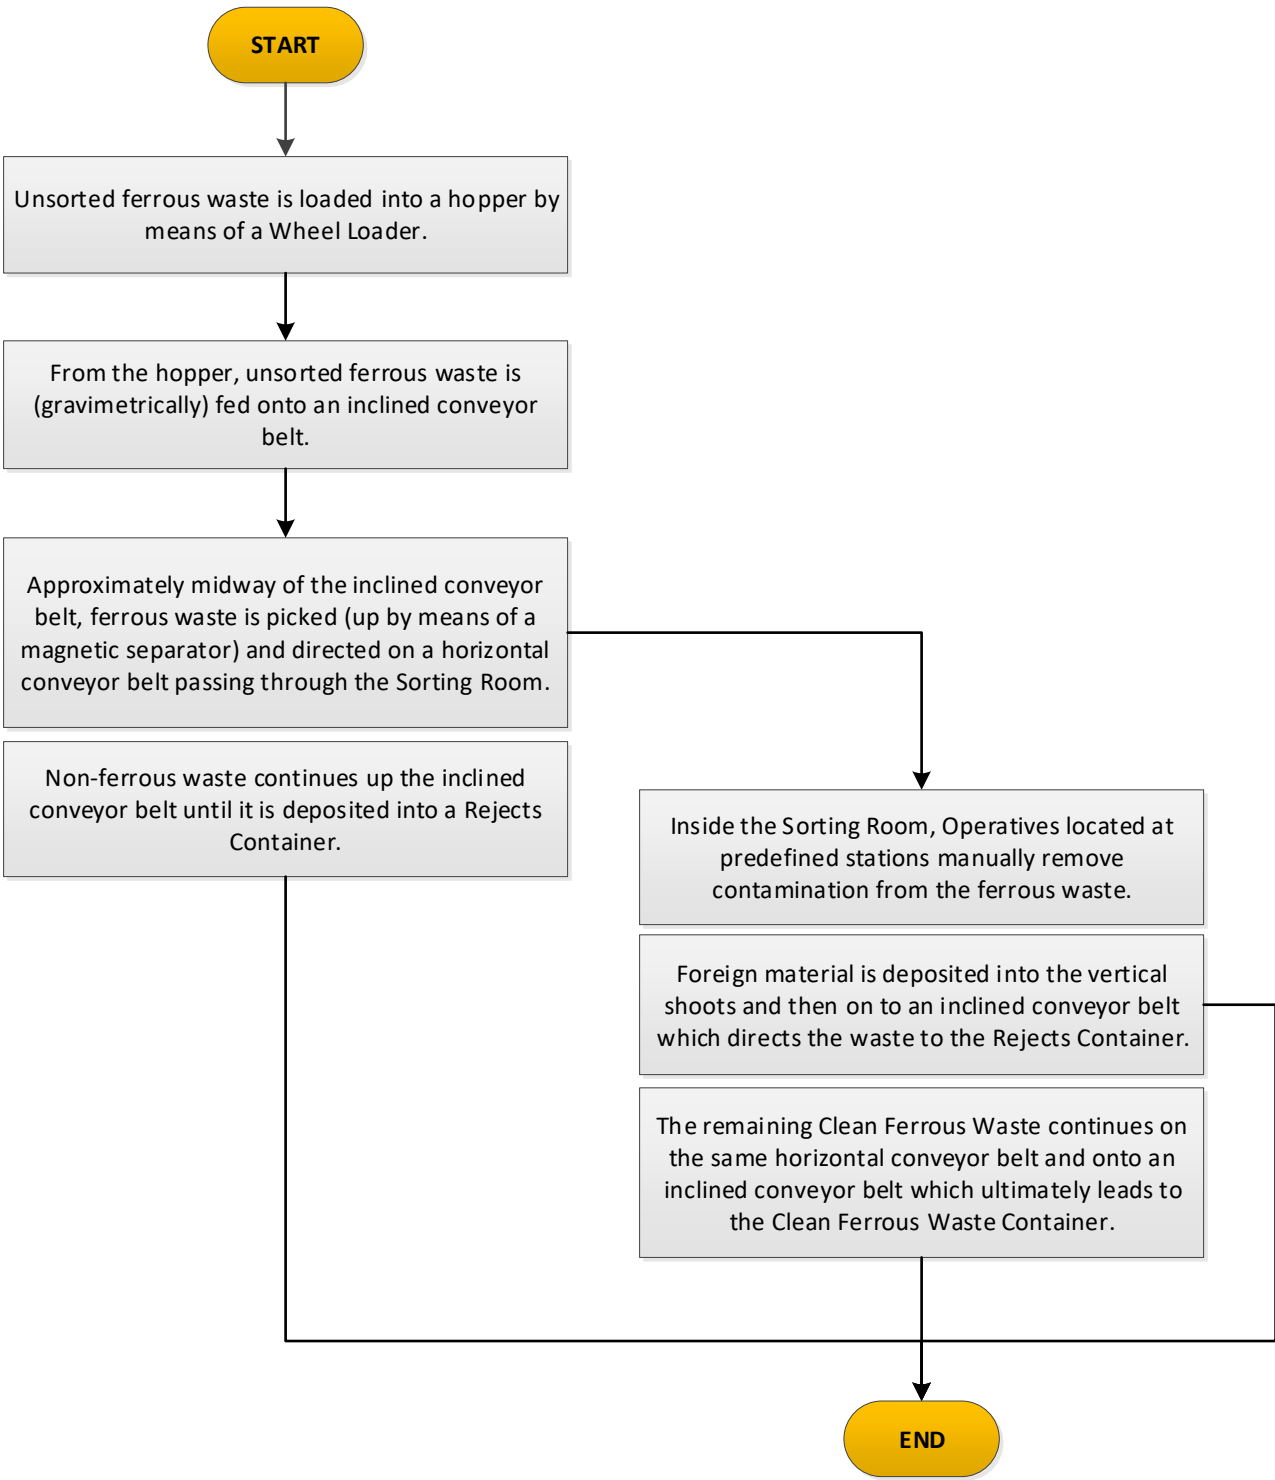 START
Unsorted ferrous waste is loaded into a hopper by
means of a Wheel Loader.
From the hopper, unsorted ferrous waste is
(gravimetrically) fed onto an inclined conveyor
belt.
Approximately midway of the inclined conveyor
belt, ferrous waste is picked (up by means of a
magnetic separator) and directed on a horizontal
conveyor belt passing through the Sorting Room.
Non-ferrous waste continues up the inclined
conveyor belt until it is deposited into a Rejects
Container.
Inside the Sorting Room, Operatives located at
predefined stations manually remove
contamination from the ferrous waste.
Foreign material is deposited into the vertical
shoots and then on to an inclined conveyor belt
which directs the waste to the Rejects Container.
The remaining Clean Ferrous Waste continues on
the same horizontal conveyor belt and onto an
inclined conveyor belt which ultimately leads to
the Clean Ferrous Waste Container.
END